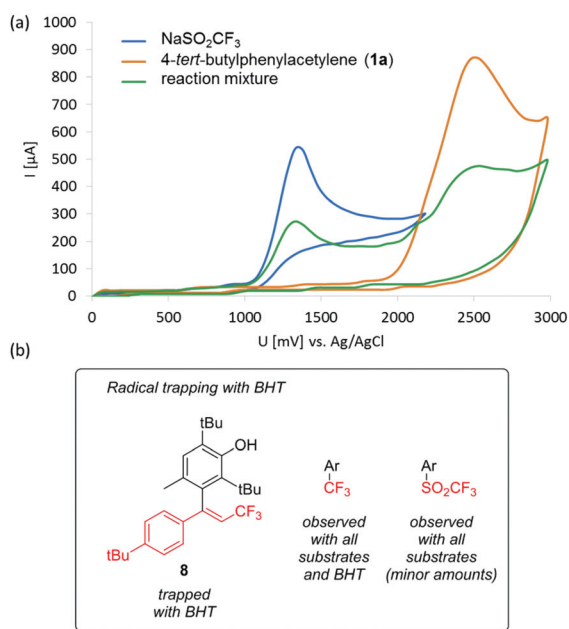 (a)
NaSO2CF3
4-tert-butylphenylacetylene (1a)
reaction mixture
I [µA]
1000
900
800
700
600
500
400
300
200
100
0
0 500 1000 1500 2000 2500 3000
U [mV] vs. Ag/AgCl
(b)
Radical trapping with BHT
tBu
OH
tBu
CF3
tBu
8
trapped
with BHT
Ar
CF3
observed
with all
substrates
and BHT
Ar
SO2CF3
observed
with all
substrates
(minor amounts)